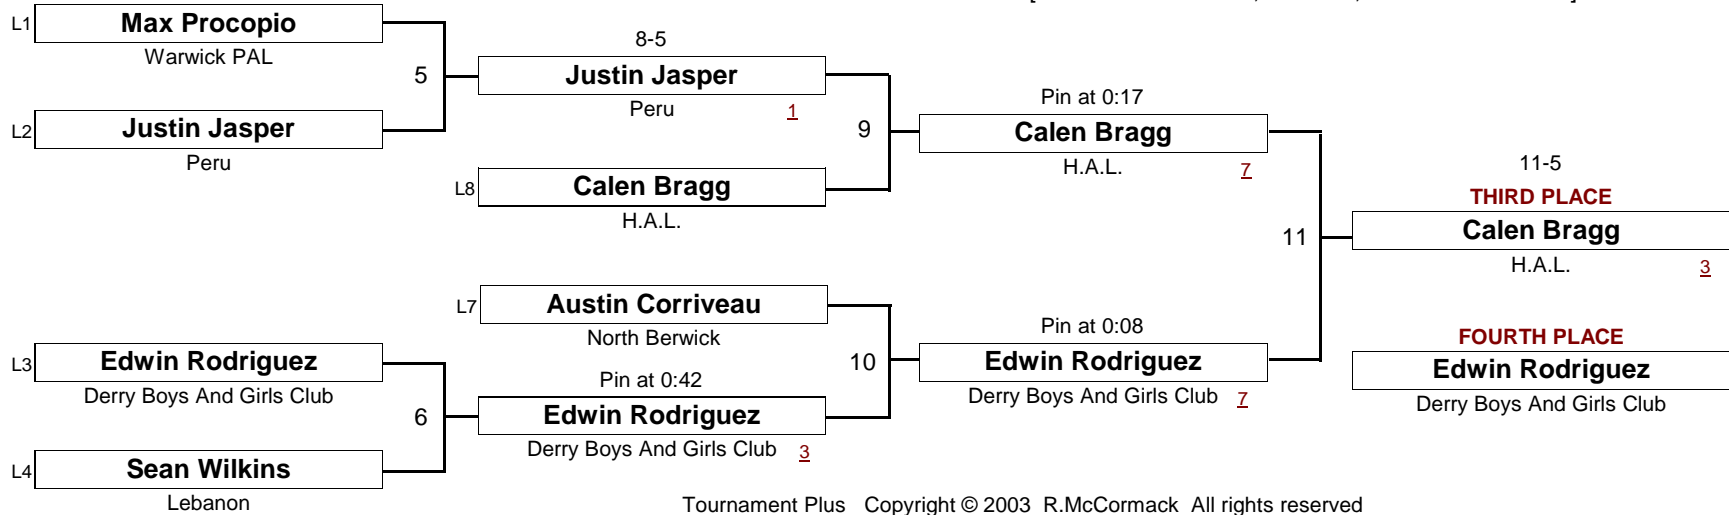 L1
Max Procopio
Warwick PAL
5
L2
Justin Jasper
Peru
8-5
Justin Jasper
Peru 1
9
L8
Calen Bragg
H.A.L.
Pin at 0:17
Calen Bragg
H.A.L. 7
11
11-5
THIRD PLACE
Calen Bragg
H.A.L. 3
L7
Austin Corriveau
North Berwick
10
Pin at 0:08
Edwin Rodriguez
Derry Boys And Girls Club 7
FOURTH PLACE
Edwin Rodriguez
Derry Boys And Girls Club
L3
Edwin Rodriguez
Derry Boys And Girls Club
6
Pin at 0:42
Edwin Rodriguez
Derry Boys And Girls Club 3
L4
Sean Wilkins
Lebanon
Tournament Plus Copyright © 2003 R.McCormack All rights reserved